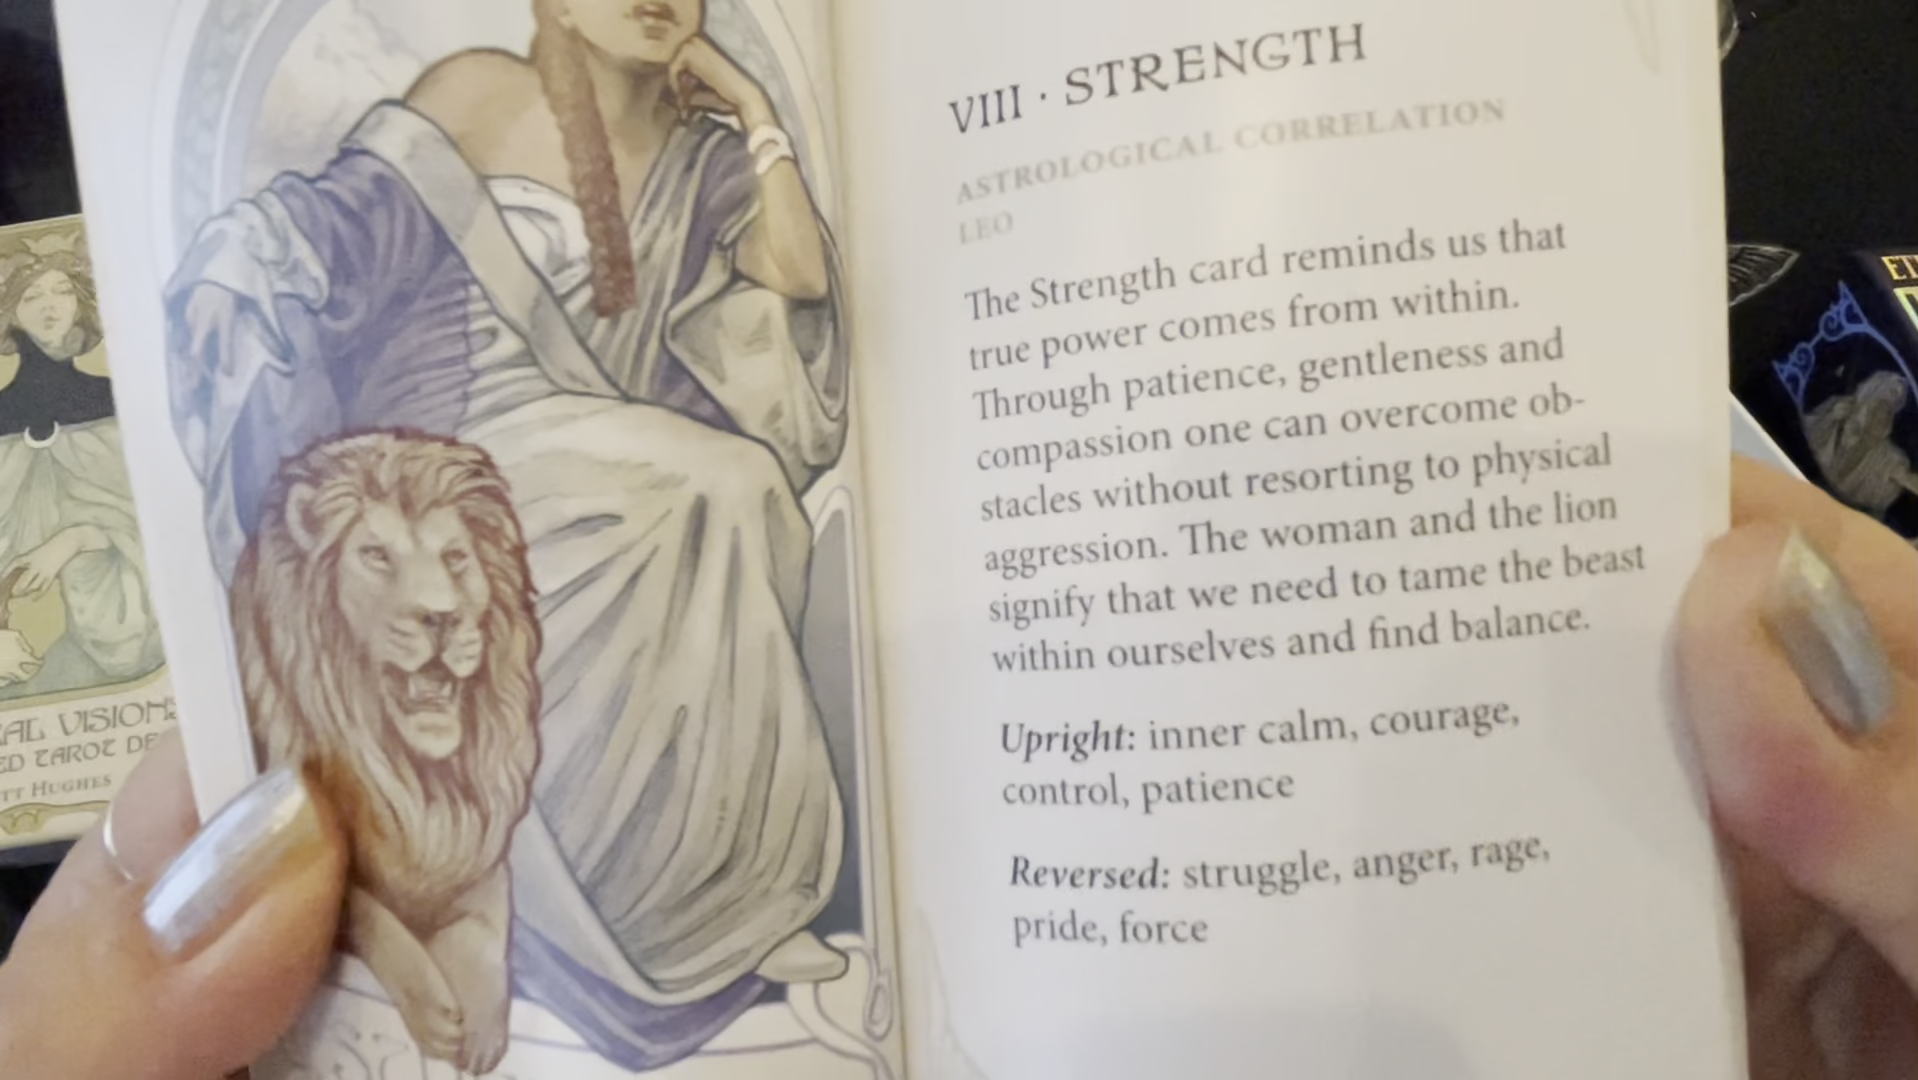 VIII · STRENGTH
ASTROLOGICAL CORRELATION
LEO
The Strength card reminds us that
true power comes from within.
Through patience, gentleness and
compassion one can overcome ob-
stacles without resorting to physical
aggression. The woman and the lion
signify that we need to tame the beast
within ourselves and find balance.
Upright: inner calm, courage,
control, patience
Reversed: struggle, anger, rage,
pride, force
VISIONS
TAROT
HUGHES